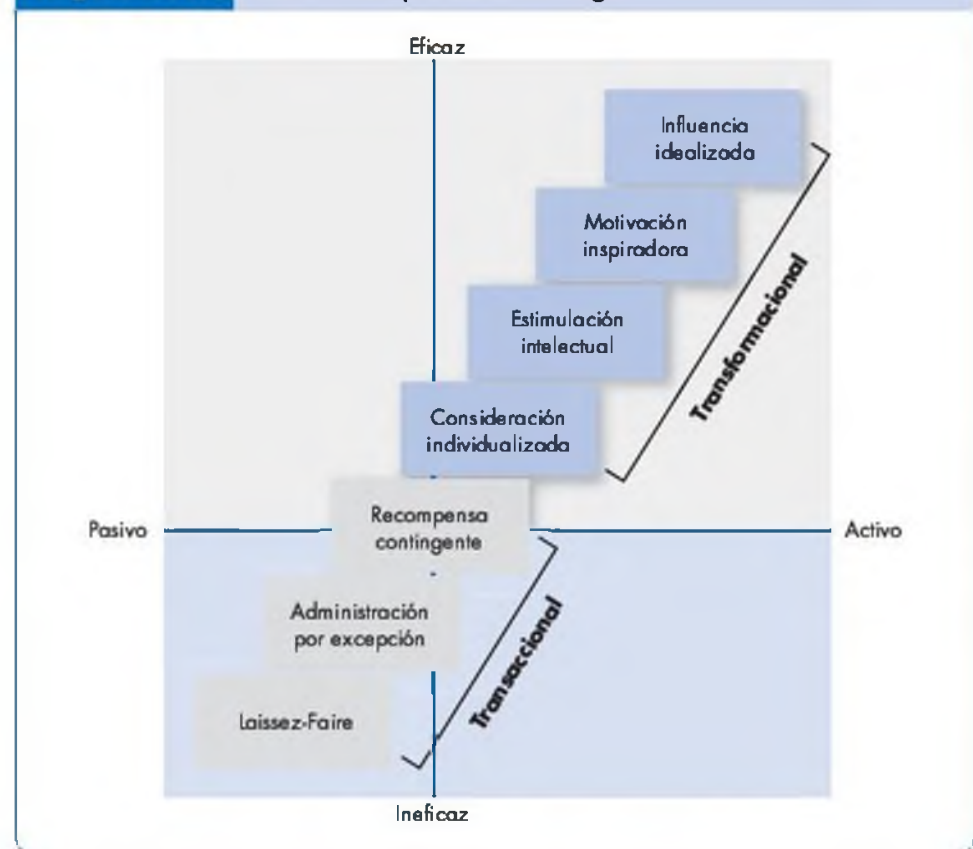 Eficaz
Influencia
idealizada
Motivación
inspiradora
Estimulación
intelectual
Transformacional
Consideración
individualizada
Pasivo
Recompensa
contingente
Activo
Administración
por excepción
Transaccional
Laissez-Faire
Ineficaz